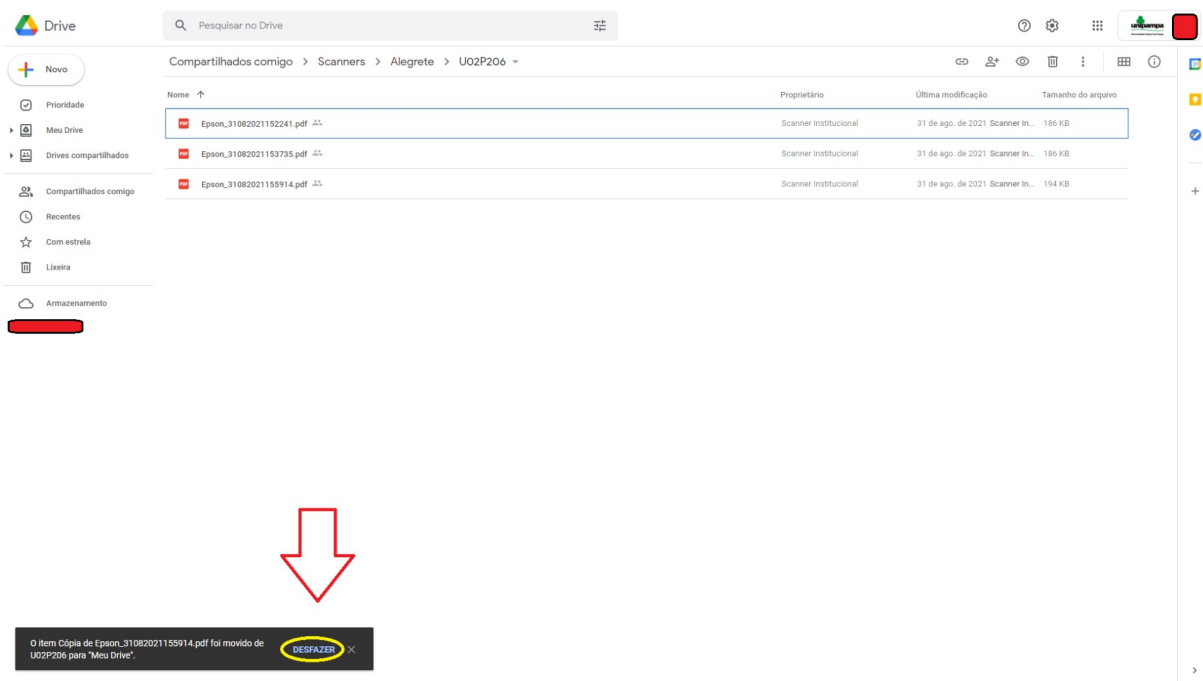 Drive
Pesquisar no Drive
unipampa
Novo
Compartilhados comigo > Scanners > Alegrete > U02P206
Nome
Proprietário
Última modificação
Tamanho do arquivo
Prioridade
Meu Drive
Drives compartilhados
Compartilhados comigo
Recentes
Com estrela
Lixeira
Armazenamento
PDF Epson_31082021152241.pdf Scanner Institucional 31 de ago. de 2021 Scanner In... 186 KB
PDF Epson_31082021153735.pdf Scanner Institucional 31 de ago. de 2021 Scanner In... 186 KB
PDF Epson_31082021155914.pdf Scanner Institucional 31 de ago. de 2021 Scanner In... 194 KB
O item Cópia de Epson_31082021155914.pdf foi movido de
U02P206 para "Meu Drive".
DESFAZER